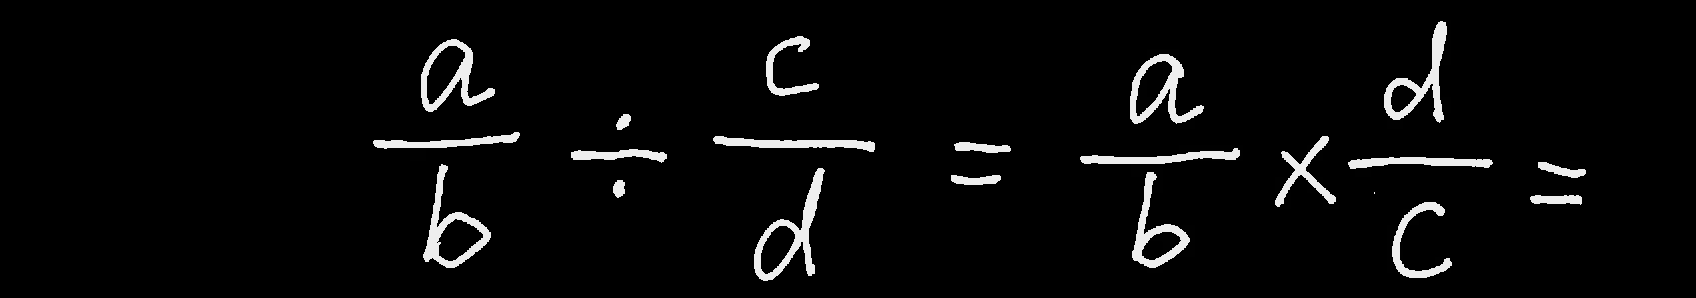 a/b ÷ c/d = a/b × d/c =